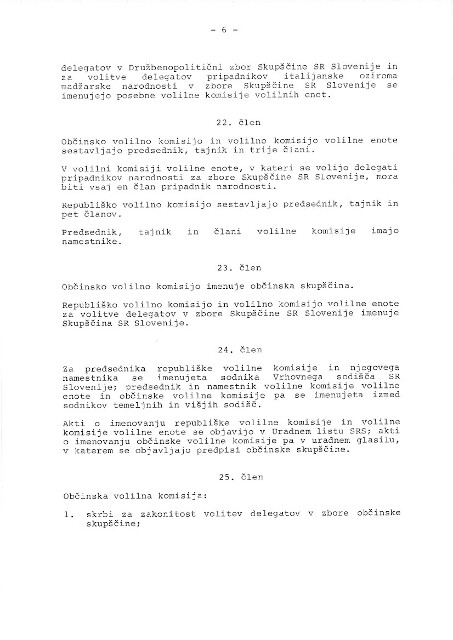 - 6 -
delegatov v Družbenopolitični zbor Skupščine SR Slovenije in
za volitve delegatov pripadnikov italijanske oziroma
madžarske narodnosti v zbore Skupščine SR Slovenije se
imenujejo posebne volilne komisije volilnih enot.
22. člen
Občinsko volilno komisijo in volilno komisijo volilne enote
sestavljajo predsednik, tajnik in trije člani.
V volilni komisiji volilne enote, v kateri se volijo delegati
pripadnikov narodnosti za zbore Skupščine SR Slovenije, mora
biti vsaj en član pripadnik narodnosti.
Republiško volilno komisijo sestavljajo predsednik, tajnik in
pet članov.
Predsednik, tajnik in člani volilne komisije imajo
namestnike.
23. člen
Občinsko volilno komisijo imenuje občinska skupščina.
Republiško volilno komisijo in volilno komisijo volilne enote
za volitve delegatov v zbore Skupščine SR Slovenije imenuje
Skupščina SR Slovenije.
24. člen
Za predsednika republiške volilne komisije in njegovega
namestnika se imenujeta sodnika Vrhovnega sodišča SR
Slovenije; predsednik in namestnik volilne komisije volilne
enote in občinske volilne komisije pa se imenujeta izmed
sodnikov temeljnih in višjih sodišč.
Akti o imenovanju republiške volilne komisije in volilne
komisije volilne enote se objavijo v Uradnem listu SRS; akti
o imenovanju občinske volilne komisije pa v uradnem glasilu,
v katerem se objavljajo predpisi občinske skupščine.
25. člen
Občinska volilna komisija:
1. skrbi za zakonitost volitev delegatov v zbore občinske
skupščine;